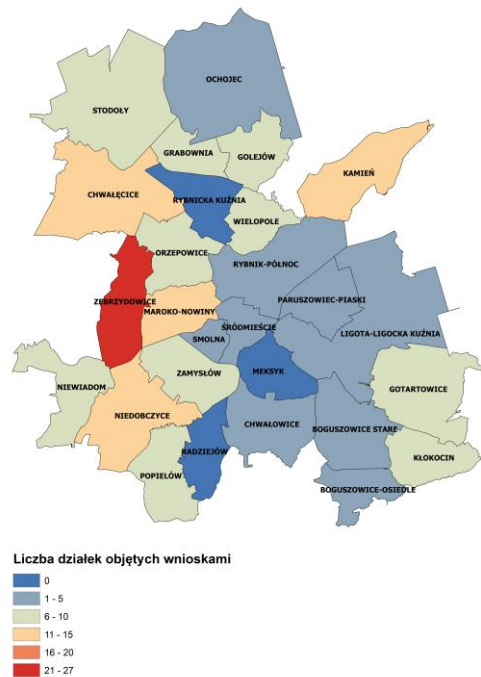 OCHOJEC
STODOŁY
GRABOWNIA
GOLEJÓW
KAMIEŃ
CHWAŁĘCICE
RYBNICKA KUŹNIA
WIELOPOLE
ORZEPOWICE
RYBNIK-PÓŁNOC
ZEBRZYDOWICE
PARUSZOWIEC-PIASKI
MAROKO-NOWINY
ŚRÓDMIEŚCIE
LIGOTA-LIGOCKA KUŹNIA
SMOLNA
ZAMYSŁÓW
MEKSYK
NIEWIADOM
GOTARTOWICE
NIEDOBCZYCE
CHWAŁOWICE
BOGUSZOWICE STARE
RADZIEJÓW
KŁOKOCIN
POPIELÓW
BOGUSZOWICE-OSIEDLE
Liczba działek objętych wnioskami
0
1 - 5
6 - 10
11 - 15
16 - 20
21 - 27